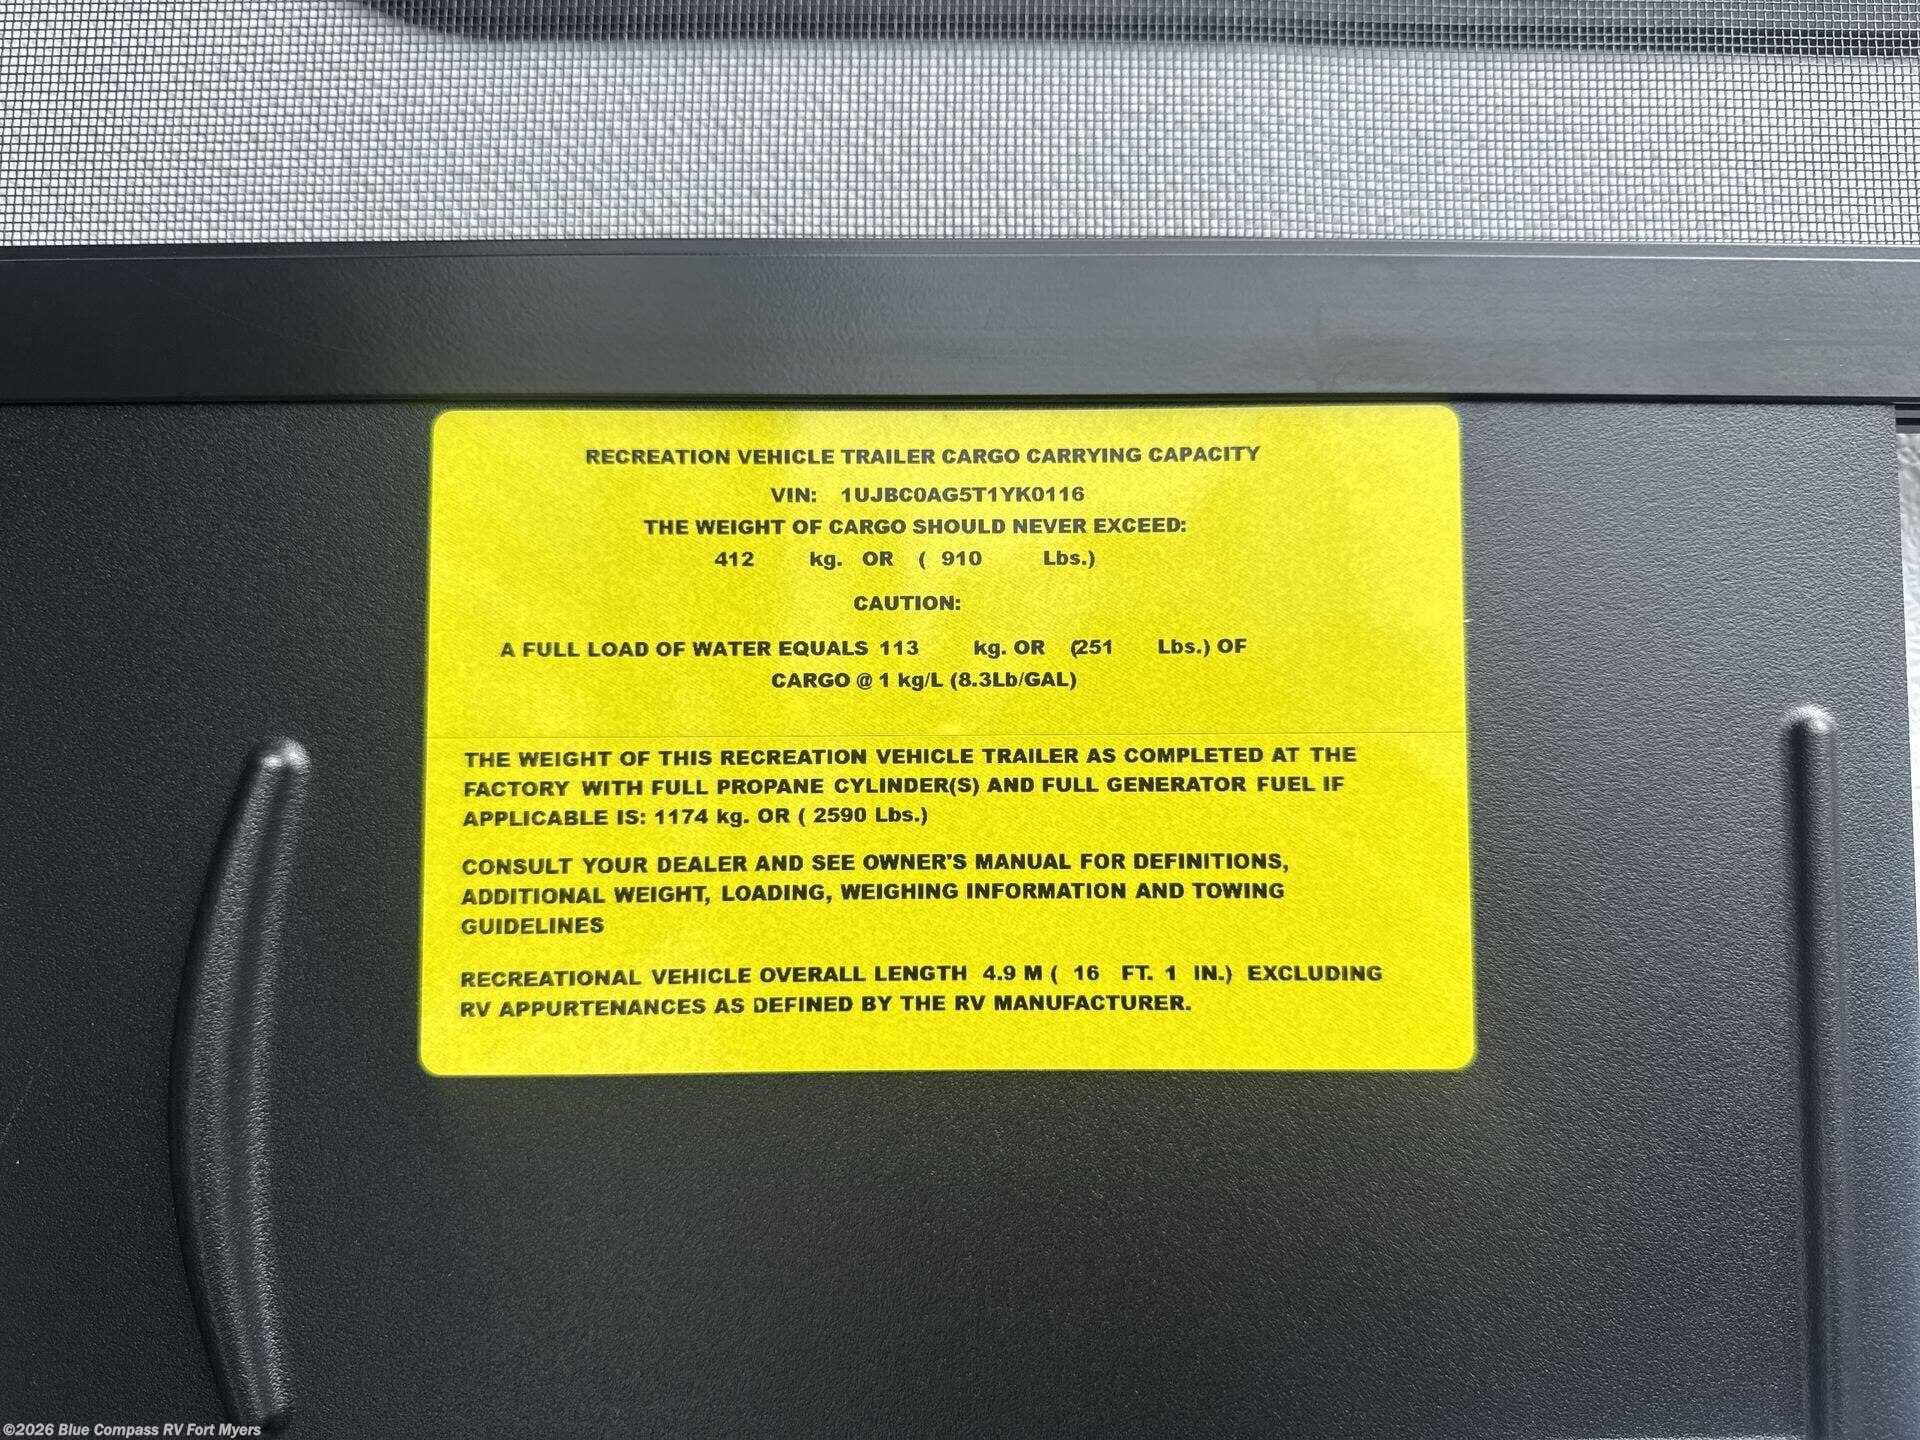 RECREATION VEHICLE TRAILER CARGO CARRYING CAPACITY
VIN: 1UJBC0AG5T1YK0116
THE WEIGHT OF CARGO SHOULD NEVER EXCEED:
412 kg. OR ( 910 Lbs.)
CAUTION:
A FULL LOAD OF WATER EQUALS 113 kg. OR (251 Lbs.) OF
CARGO @ 1 kg/L (8.3Lb/GAL)
THE WEIGHT OF THIS RECREATION VEHICLE TRAILER AS COMPLETED AT THE
FACTORY WITH FULL PROPANE CYLINDER(S) AND FULL GENERATOR FUEL IF
APPLICABLE IS: 1174 kg. OR ( 2590 Lbs.)
CONSULT YOUR DEALER AND SEE OWNER'S MANUAL FOR DEFINITIONS,
ADDITIONAL WEIGHT, LOADING, WEIGHING INFORMATION AND TOWING
GUIDELINES
RECREATIONAL VEHICLE OVERALL LENGTH 4.9 M ( 16 FT. 1 IN.) EXCLUDING
RV APPURTENANCES AS DEFINED BY THE RV MANUFACTURER.
©2026 Blue Compass RV Fort Myers